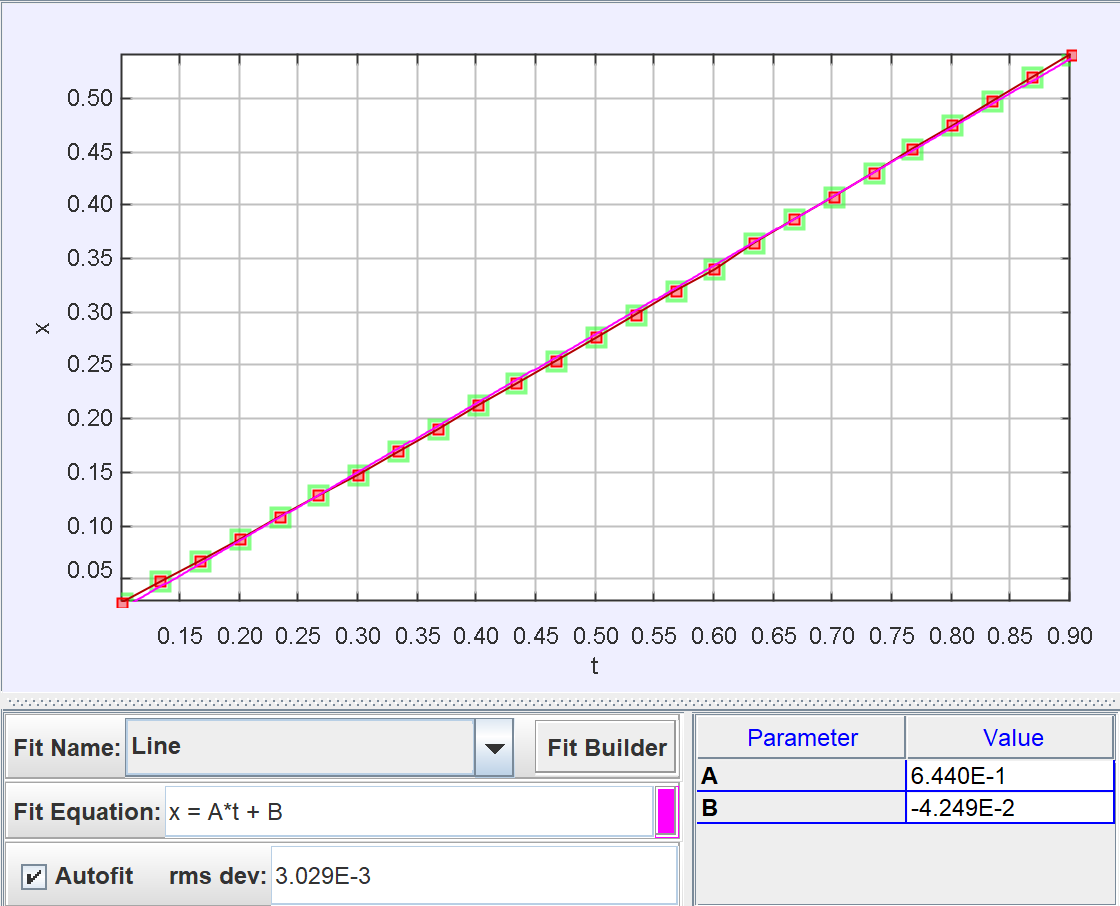 0.50
0.45
0.40
0.35
0.30
0.25
0.20
0.15
0.10
0.05
x
0.15 0.20 0.25 0.30 0.35 0.40 0.45 0.50 0.55 0.60 0.65 0.70 0.75 0.80 0.85 0.90
t
Fit Name: Line Fit Builder
Fit Equation: x = A*t + B
Autofit rms dev: 3.029E-3
Parameter Value
A 6.440E-1
B -4.249E-2